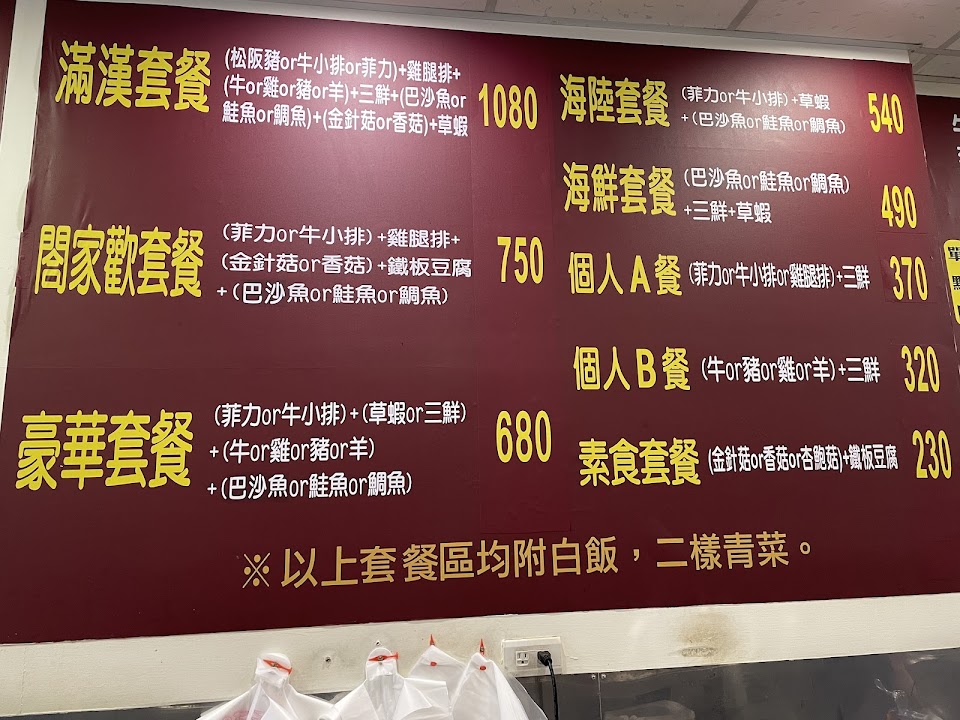 滿漢套餐
(松阪豬or牛小排or菲力)+雞腿排+
(牛or雞or豬or羊)+三鮮+(巴沙魚or
鮭魚or鯛魚)+(金針菇or香菇)+草蝦
1080
閤家歡套餐
(菲力or牛小排)+雞腿排+
(金針菇or香菇)+鐵板豆腐
+(巴沙魚or鮭魚or鯛魚)
750
豪華套餐
(菲力or牛小排)+(草蝦or三鮮)
+(牛or雞or豬or羊)
+(巴沙魚or鮭魚or鯛魚)
680
海陸套餐
(菲力or牛小排)+草蝦
+(巴沙魚or鮭魚or鯛魚)
540
海鮮套餐
(巴沙魚or鮭魚or鯛魚)
+三鮮+草蝦
490
個人A餐 (菲力or牛小排or雞腿排)+三鮮 370
個人B餐 (牛or豬or雞or羊)+三鮮 320
素食套餐 (金針菇or香菇or杏鮑菇)+鐵板豆腐 230
※以上套餐區均附白飯，二樣青菜。